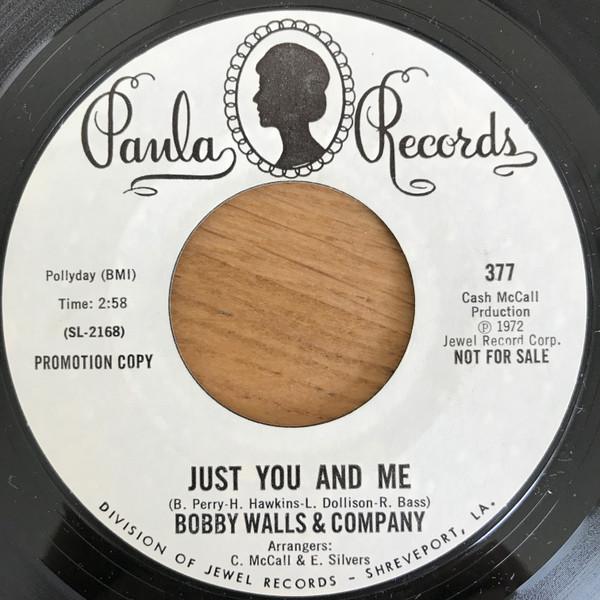 Paula Records
Pollyday (BMI)
Time: 2:58
(SL-2168)
PROMOTION COPY
377
Cash McCall
Prduction
Ⓟ 1972
Jewel Record Corp.
NOT FOR SALE
JUST YOU AND ME
(B. Perry-H. Hawkins-L. Dollison-R. Bass)
BOBBY WALLS & COMPANY
Arrangers:
C. McCall & E. Silvers
DIVISION OF JEWEL RECORDS - SHREVEPORT, LA.